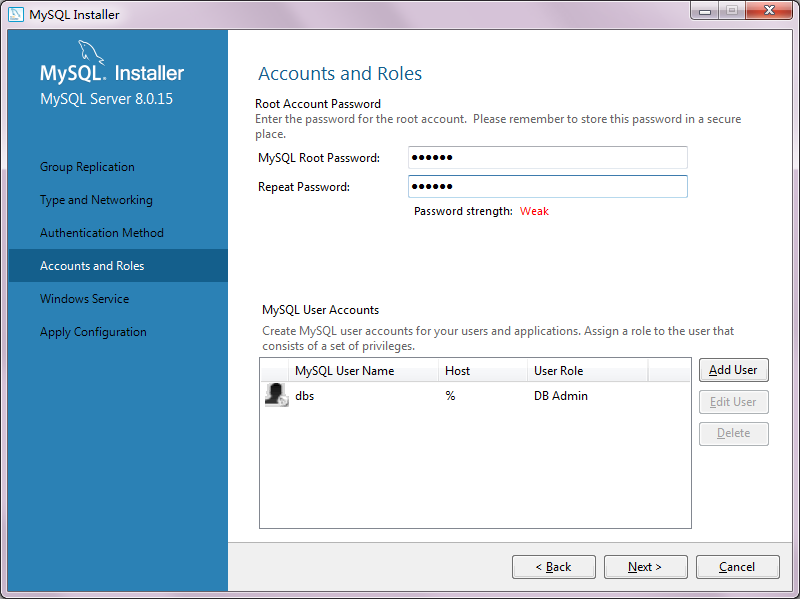 MySQL Installer
MySQL. Installer
MySQL Server 8.0.15
Group Replication
Type and Networking
Authentication Method
Accounts and Roles
Windows Service
Apply Configuration
Accounts and Roles
Root Account Password
Enter the password for the root account.  Please remember to store this password in a secure
place.
MySQL Root Password: ●●●●●●
Repeat Password: ●●●●●●
Password strength: Weak
MySQL User Accounts
Create MySQL user accounts for your users and applications. Assign a role to the user that
consists of a set of privileges.
MySQL User Name Host User Role
dbs % DB Admin
Add User
Edit User
Delete
< Back Next > Cancel